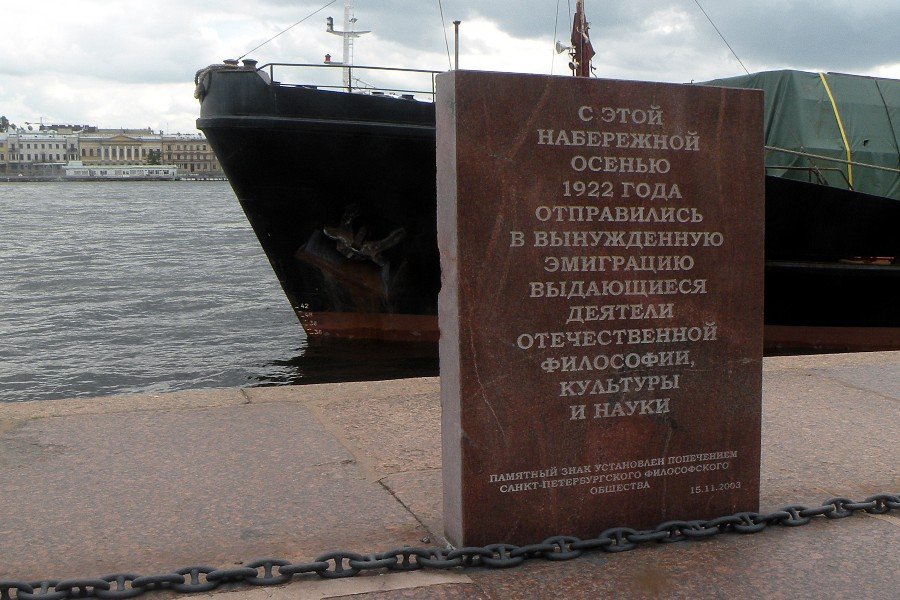 С ЭТОЙ
НАБЕРЕЖНОЙ
ОСЕНЬЮ
1922 ГОДА
ОТПРАВИЛИСЬ
В ВЫНУЖДЕННУЮ
ЭМИГРАЦИЮ
ВЫДАЮЩИЕСЯ
ДЕЯТЕЛИ
ОТЕЧЕСТВЕННОЙ
ФИЛОСОФИИ,
КУЛЬТУРЫ
И НАУКИ
ПАМЯТНЫЙ ЗНАК УСТАНОВЛЕН ПОПЕЧЕНИЕМ
САНКТ-ПЕТЕРБУРГСКОГО ФИЛОСОФСКОГО
ОБЩЕСТВА 15.11.2003
42